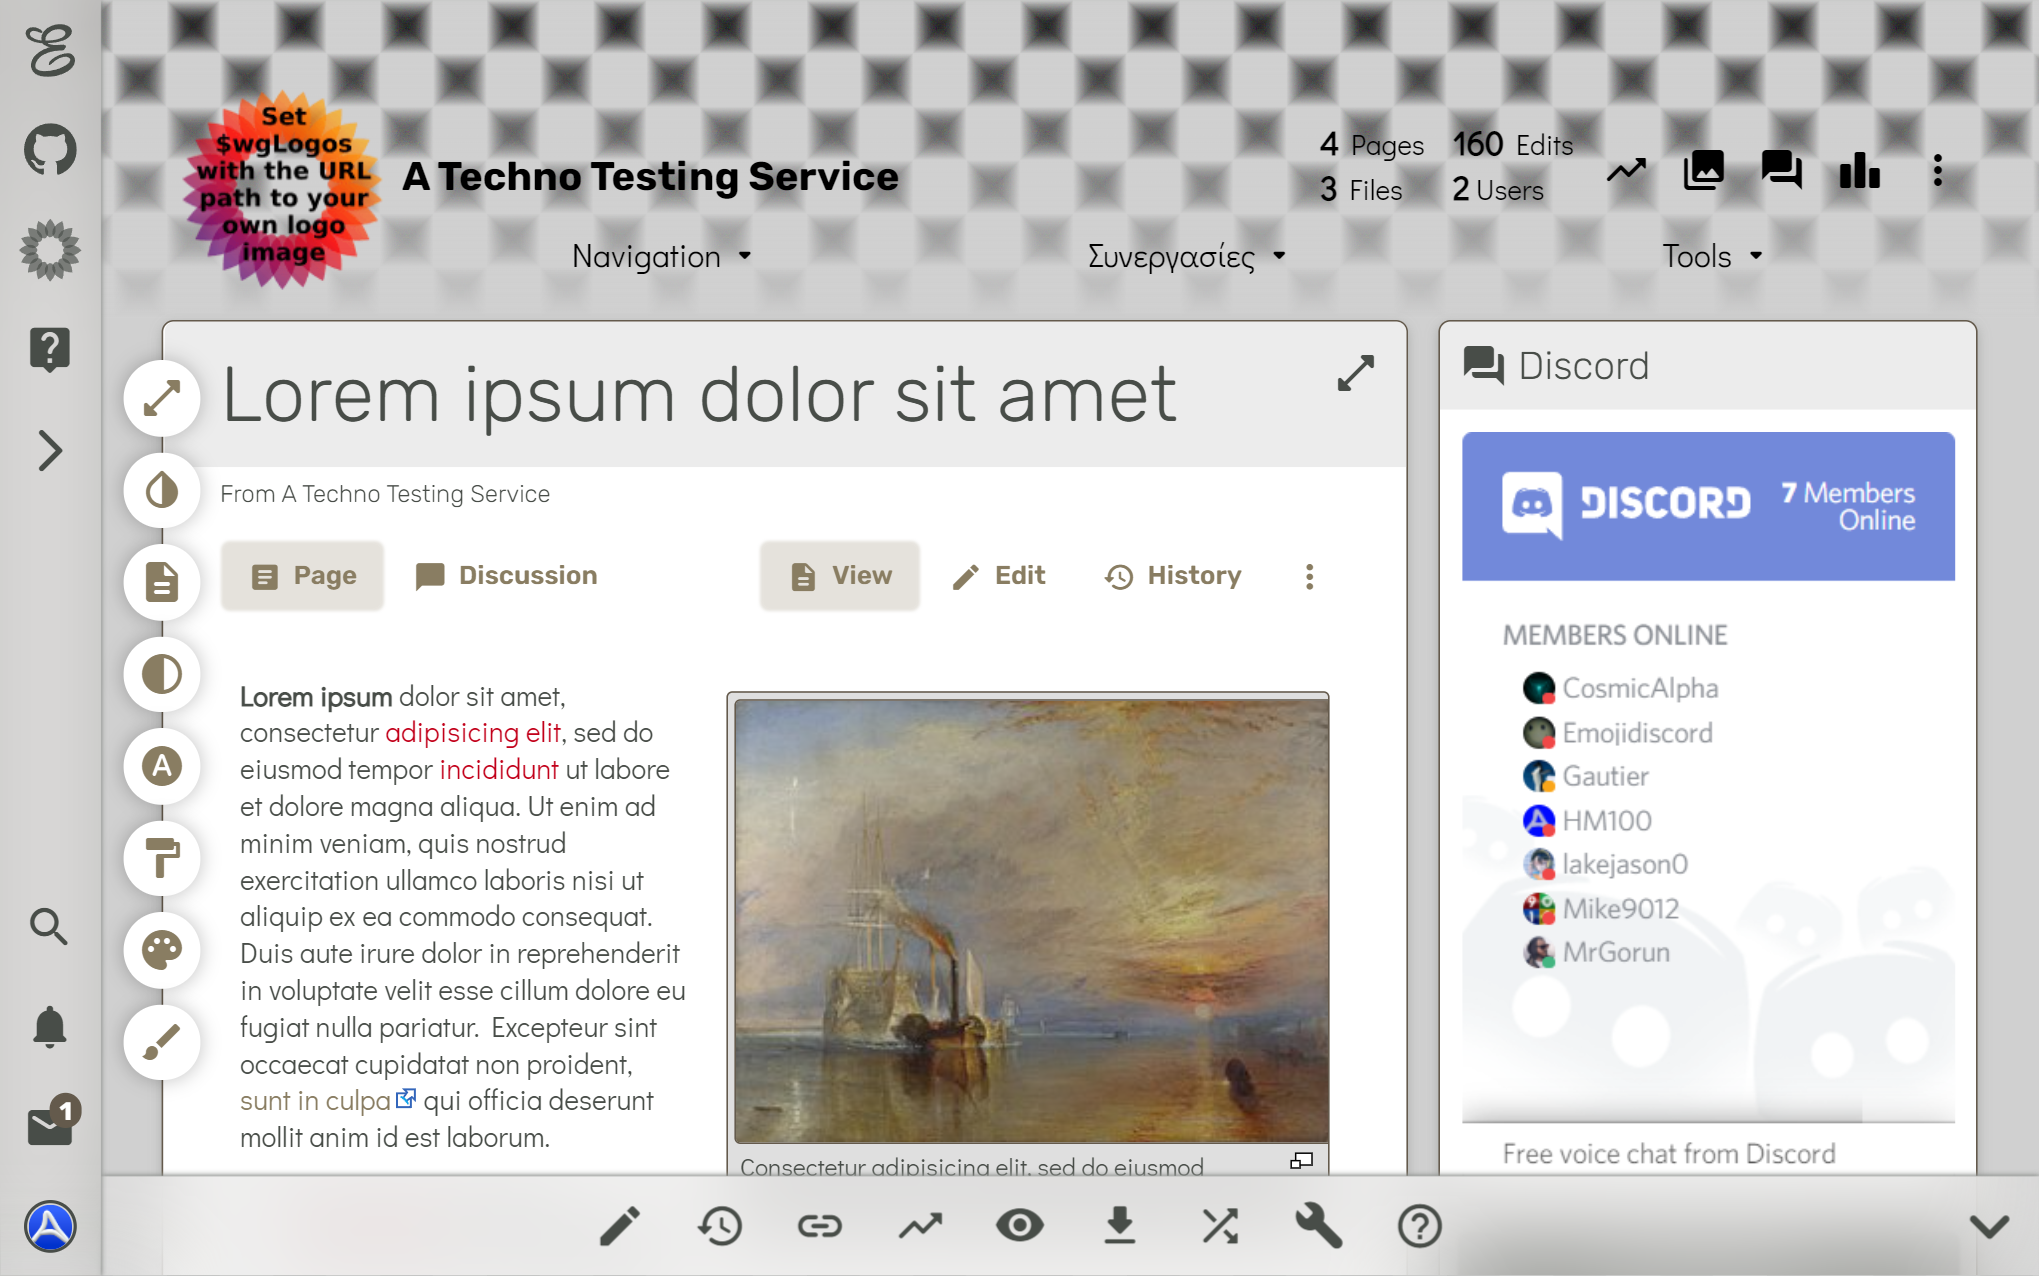 Set
$wgLogos
with the URL
path to your
own logo
image
A Techno Testing Service
4 Pages 160 Edits
3 Files 2 Users
Navigation
Συνεργασίες
Tools
Lorem ipsum dolor sit amet
From A Techno Testing Service
Page Discussion View Edit History
Lorem ipsum dolor sit amet,
consectetur adipisicing elit, sed do
eiusmod tempor incididunt ut labore
et dolore magna aliqua. Ut enim ad
minim veniam, quis nostrud
exercitation ullamco laboris nisi ut
aliquip ex ea commodo consequat.
Duis aute irure dolor in reprehenderit
in voluptate velit esse cillum dolore eu
fugiat nulla pariatur. Excepteur sint
occaecat cupidatat non proident,
sunt in culpa qui officia deserunt
mollit anim id est laborum.
Consectetur adipisicing elit, sed do eiusmod
Discord
DISCORD
7 Members
Online
MEMBERS ONLINE
CosmicAlpha
Emojidiscord
Gautier
HM100
lakejason0
Mike9012
MrGorun
Free voice chat from Discord
1
A